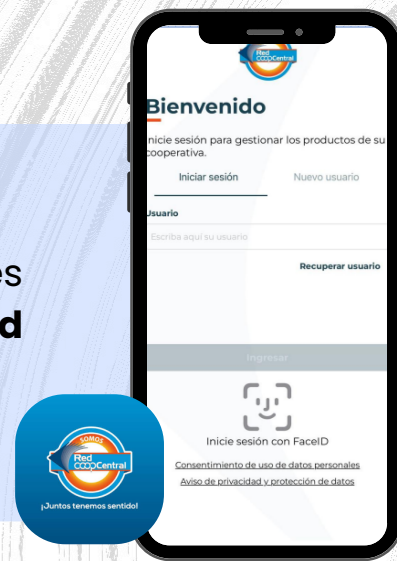 Red
COOPCentral
Bienvenido
nicie sesión para gestionar los productos de su
cooperativa.
Iniciar sesión
Nuevo usuario
Usuario
Escriba aquí su usuario
Recuperar usuario
es
d
Ingresar
Inicie sesión con FaceID
Consentimiento de uso de datos personales
Aviso de privacidad y protección de datos
SOMOS
Red
COOPCentral
¡Juntos tenemos sentido!